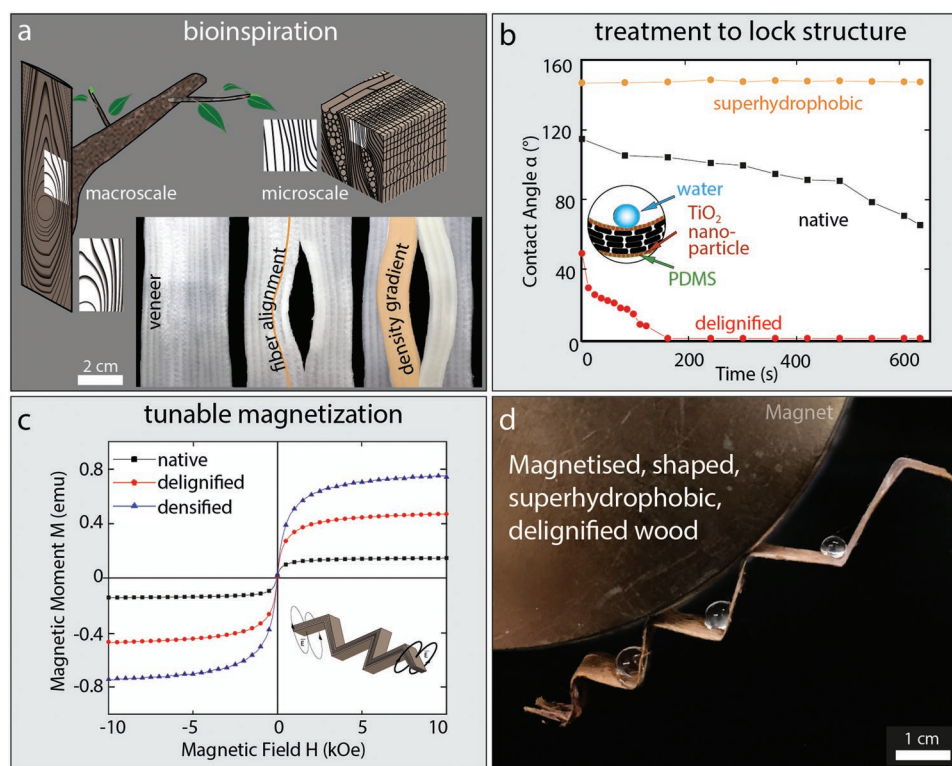 a
bioinspiration
macroscale
microscale
veneer
fiber alignment
density gradient
2 cm
b
treatment to lock structure
160
120
80
40
0
Contact Angle α (°)
superhydrophobic
native
water
TiO₂
nano-
particle
PDMS
delignified
0
200
400
600
Time (s)
c
tunable magnetization
native
delignified
densified
0.8
0.4
0
-0.4
-0.8
Magnetic Moment M (emu)
-10
-5
0
5
10
Magnetic Field H (kOe)
d
Magnet
Magnetised, shaped,
superhydrophobic,
delignified wood
1 cm